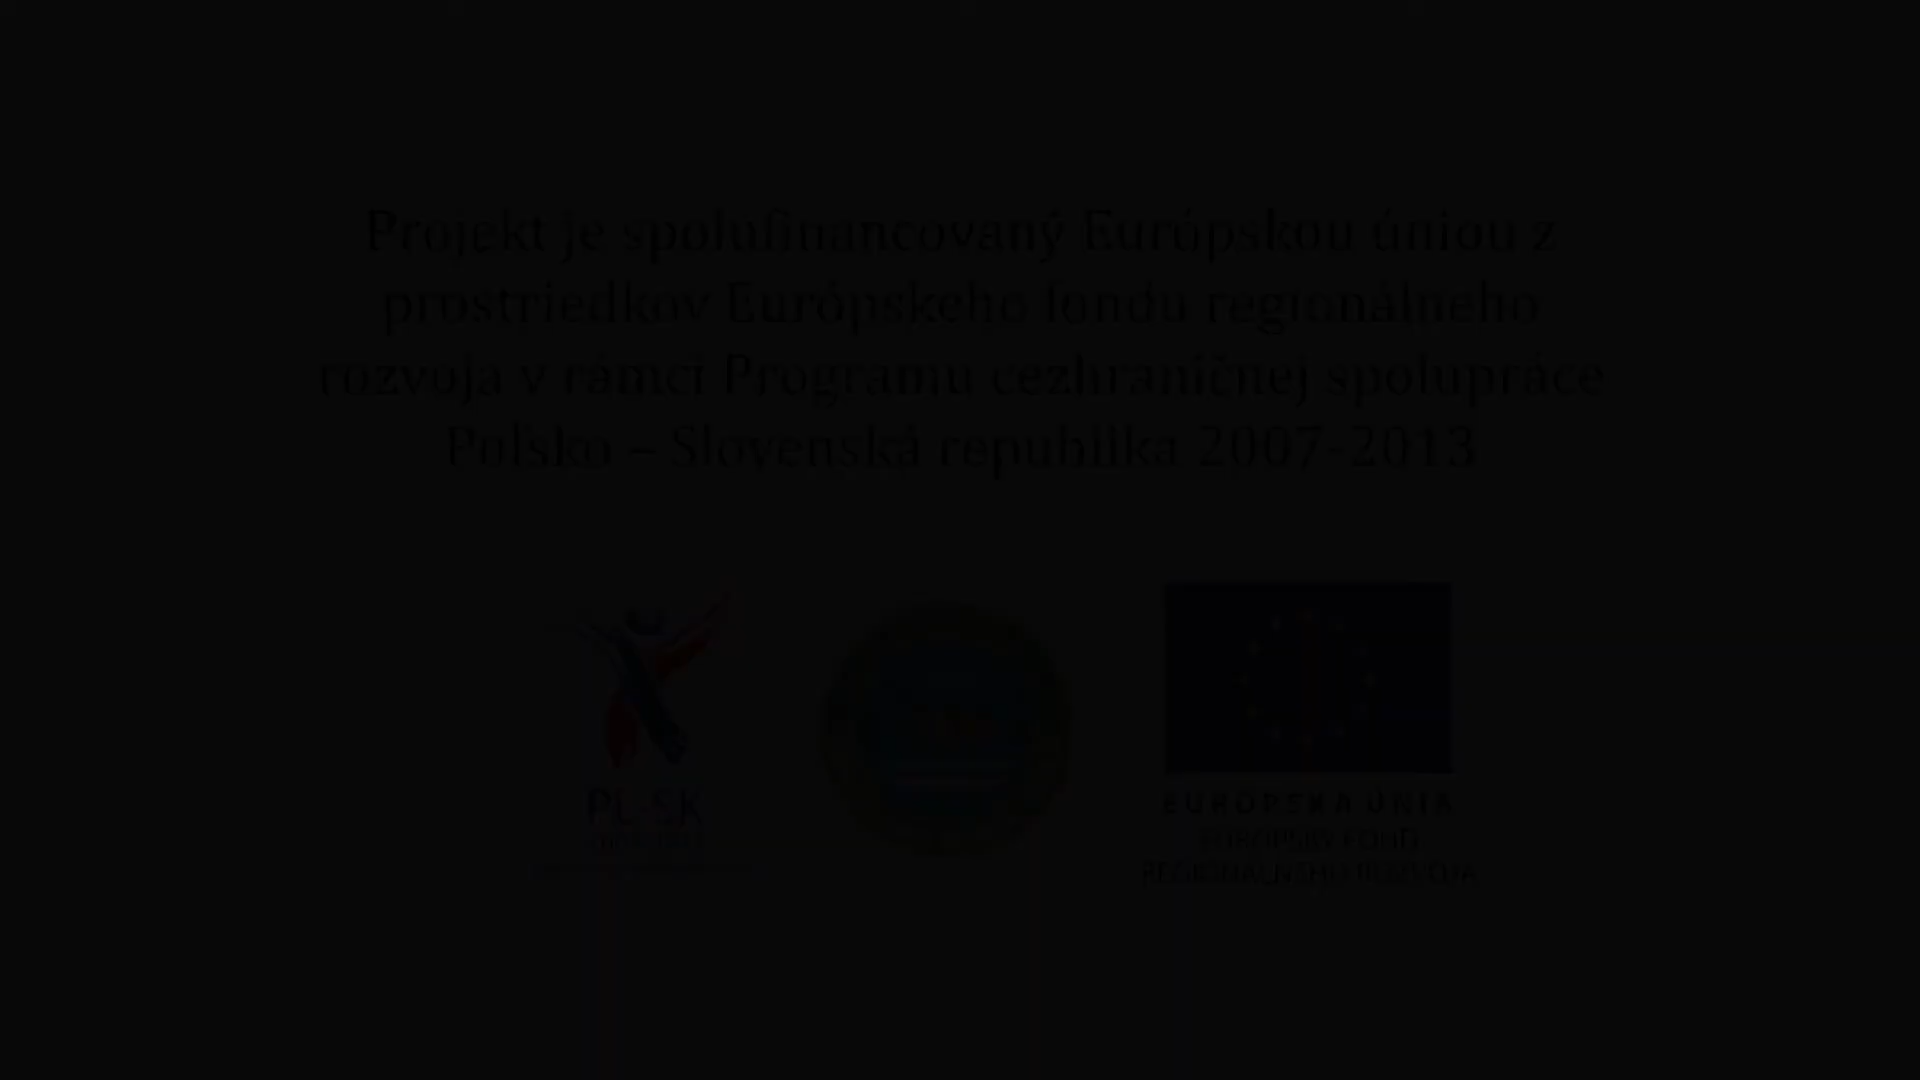 Projekt je spolufinancovaný Európskou úniou z
prostriedkov Európskeho fondu regionálneho
rozvoja v rámci Programu cezhraničnej spolupráce
Poľsko – Slovenská republika 2007-2013
PL-SK
EURÓPSKA ÚNIA
EURÓPSKY FOND
REGIONÁLNEHO ROZVOJA